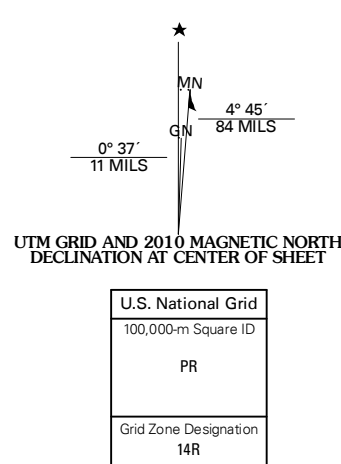 MN
4° 45´
84 MILS
GN
0° 37´
11 MILS
UTM GRID AND 2010 MAGNETIC NORTH
DECLINATION AT CENTER OF SHEET
U.S. National Grid
100,000-m Square ID
PR
Grid Zone Designation
14R